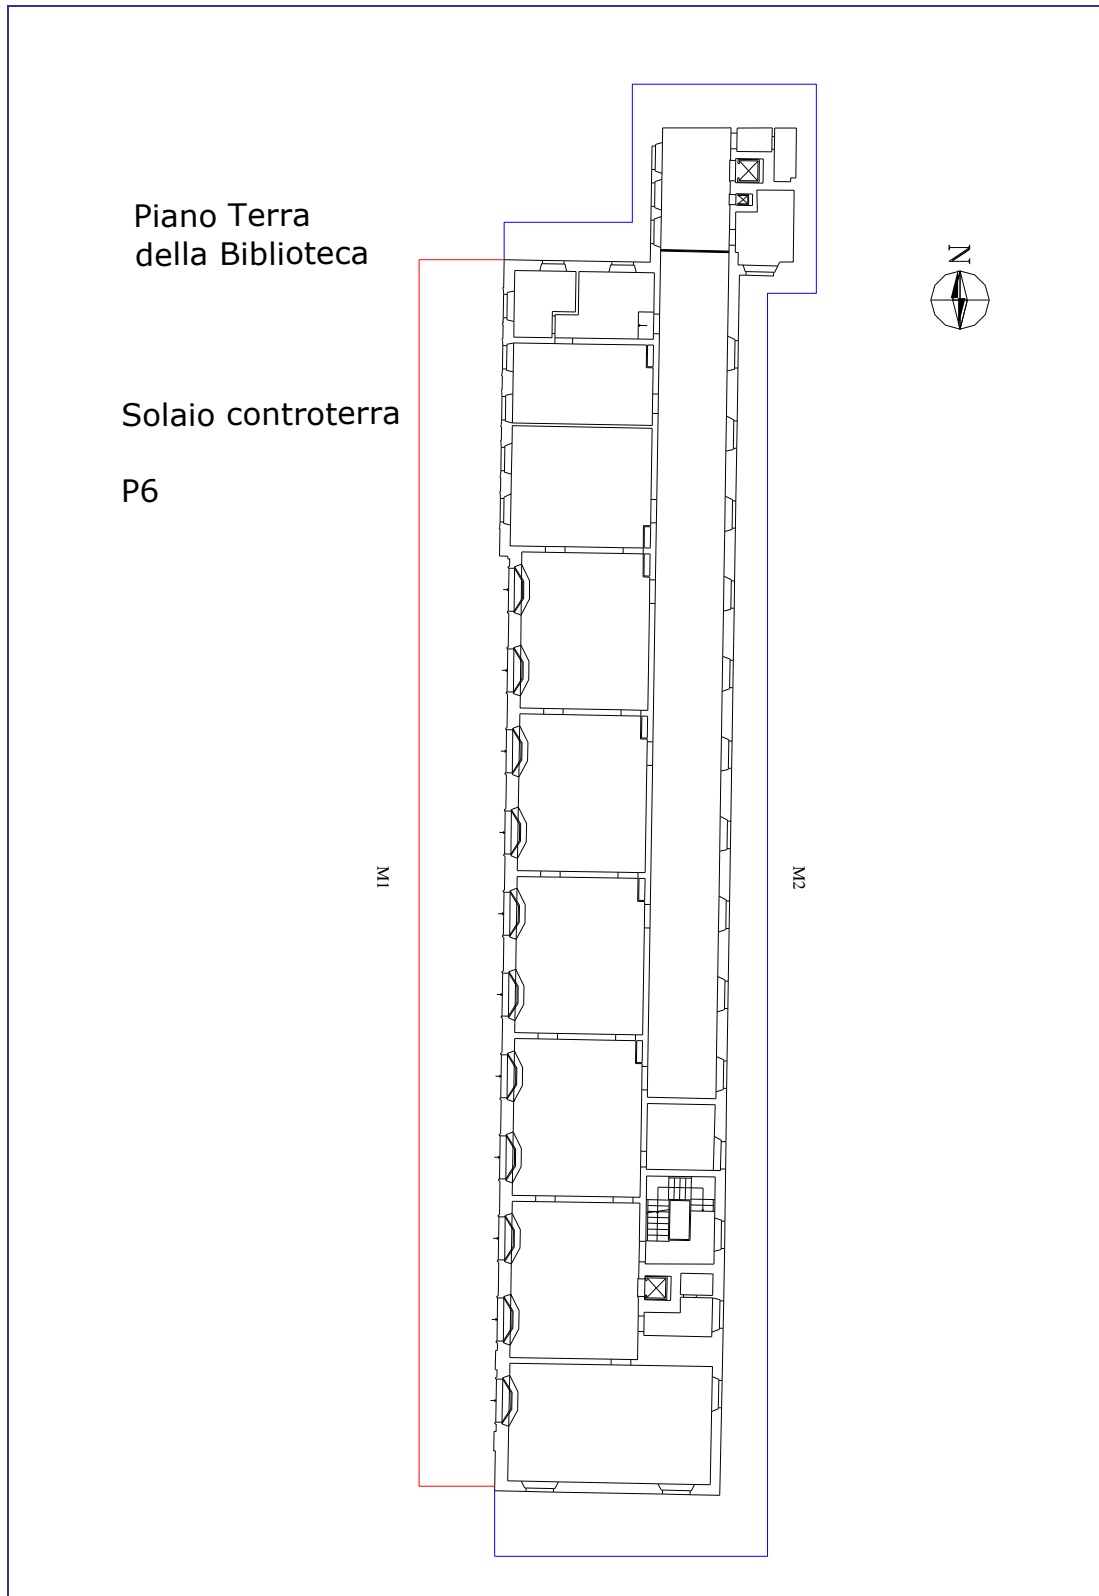 Piano Terra
della Biblioteca
N
Solaio controterra
P6
M1
M2